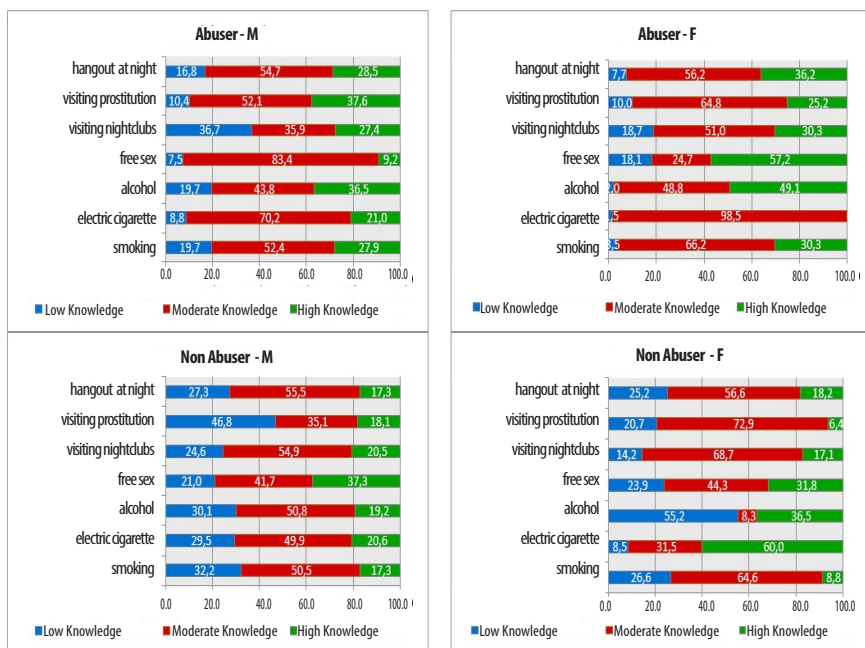 Abuser - M
hangout at night 16,8 54,7 28,5
visiting prostitution 10,4 52,1 37,6
visiting nightclubs 36,7 35,9 27,4
free sex 7,5 83,4 9,2
alcohol 19,7 43,8 36,5
electric cigarette 8,8 70,2 21,0
smoking 19,7 52,4 27,9
0.0 20.0 40.0 60.0 80.0 100.0
Low Knowledge Moderate Knowledge High Knowledge
Abuser - F
hangout at night 7,7 56,2 36,2
visiting prostitution 10,0 64,8 25,2
visiting nightclubs 18,7 51,0 30,3
free sex 18,1 24,7 57,2
alcohol 48,8 49,1
electric cigarette 98,5
smoking 66,2 30,3
0.0 20.0 40.0 60.0 80.0 100.0
Low Knowledge Moderate Knowledge High Knowledge
Non Abuser - M
hangout at night 27,3 55,5 17,3
visiting prostitution 46,8 35,1 18,1
visiting nightclubs 24,6 54,9 20,5
free sex 21,0 41,7 37,3
alcohol 30,1 50,8 19,2
electric cigarette 29,5 49,9 20,6
smoking 32,2 50,5 17,3
0.0 20.0 40.0 60.0 80.0 100.0
Low Knowledge Moderate Knowledge High Knowledge
Non Abuser - F
hangout at night 25,2 56,6 18,2
visiting prostitution 20,7 72,9 6,4
visiting nightclubs 14,2 68,7 17,1
free sex 23,9 44,3 31,8
alcohol 55,2 8,3 36,5
electric cigarette 8,5 31,5 60,0
smoking 26,6 64,6 8,8
0.0 20.0 40.0 60.0 80.0 100.0
Low Knowledge Moderate Knowledge High Knowledge